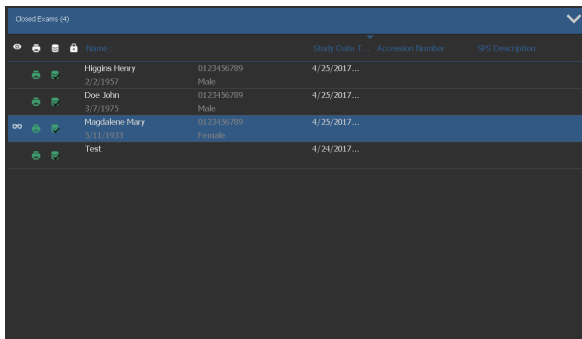 Closed Exams (4)
Name Study Date T... Accession Number SPS Description
Higgins Henry 0123456789 4/25/2017...
2/2/1957 Male
Doe John 0123456789 4/25/2017...
3/7/1975 Male
Magdalene Mary 0123456789 4/25/2017...
5/11/1933 Female
Test 4/24/2017...